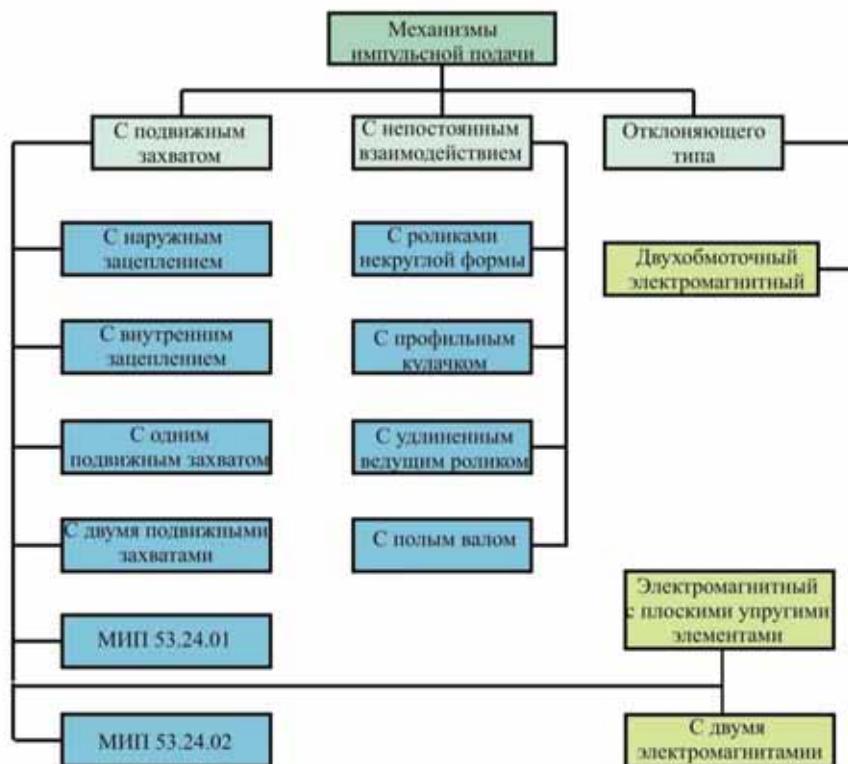 Механизмы
импульсной подачи
С подвижным
захватом
С непостоянным
взаимодействием
Отклоняющего
типа
С наружным
зацеплением
С роликами
некруглой формы
Двухобмоточный
электромагнитный
С внутренним
зацеплением
С профильным
кулачком
С одним
подвижным захватом
С удлиненным
ведущим роликом
С двумя подвижными
захватами
С полым валом
Электромагнитный
с плоскими упругими
элементами
МИП 53.24.01
МИП 53.24.02
С двумя
электромагнитамии